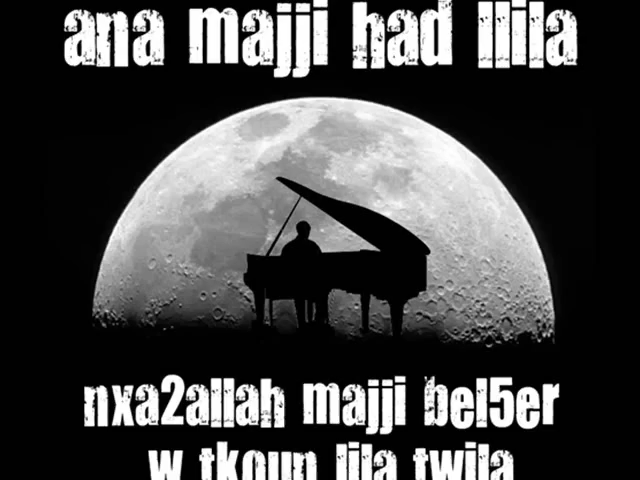 ana majji had llila
nxa2allah majji bel5er
w tkoun lila twila